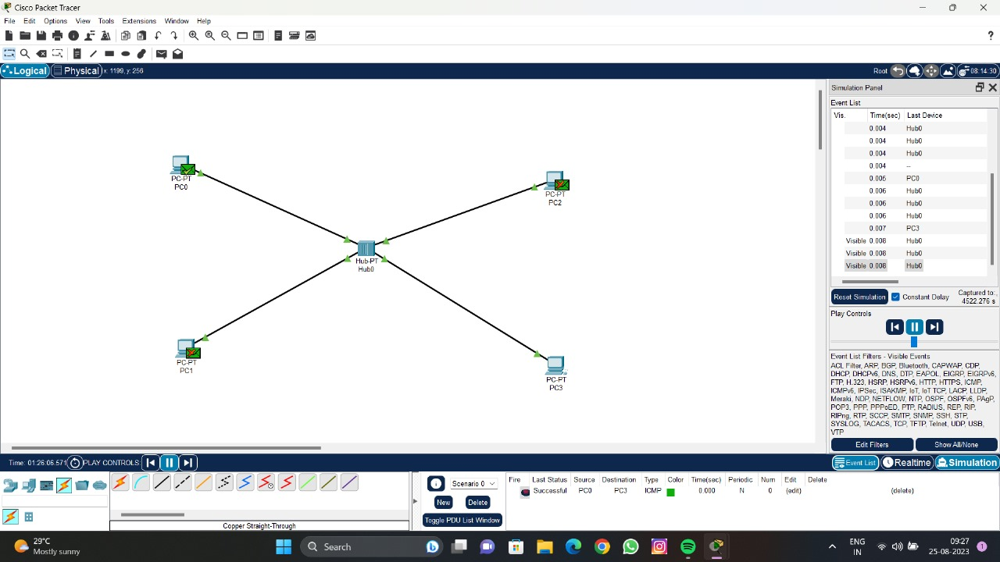 Cisco Packet Tracer
File Edit Options View Tools Extensions Window Help
?
Logical Physical x: 1199, y: 256 Root 08:14:30
PC-PT
PC0
PC-PT
PC2
Hub-PT
Hub0
PC-PT
PC1
PC-PT
PC3
Simulation Panel
Event List
Vis. Time(sec) Last Device
0.004 Hub0
0.004 Hub0
0.004 Hub0
0.004 --
0.005 PC0
0.006 Hub0
0.006 Hub0
0.006 Hub0
0.007 PC3
Visible 0.008 Hub0
Visible 0.008 Hub0
Visible 0.008 Hub0
Reset Simulation Constant Delay Captured to:
4522.276 s
Play Controls
Event List Filters - Visible Events
ACL Filter, ARP, BGP, Bluetooth, CAPWAP, CDP,
DHCP, DHCPv6, DNS, DTP, EAPOL, EIGRP, EIGRPv6,
FTP, H.323, HSRP, HSRPv6, HTTP, HTTPS, ICMP,
ICMPv6, IPSec, ISAKMP, IoT, IoT TCP, LACP, LLDP,
Meraki, NDP, NETFLOW, NTP, OSPF, OSPFv6, PAgP,
POP3, PPP, PPPoED, PTP, RADIUS, REP, RIP,
RIPng, RTP, SCCP, SMTP, SNMP, SSH, STP,
SYSLOG, TACACS, TCP, TFTP, Telnet, UDP, USB,
VTP
Edit Filters Show All/None
Time: 01:26:06.571 PLAY CONTROLS: Event List Realtime Simulation
Scenario 0
New Delete
Toggle PDU List Window
Fire Last Status Source Destination Type Color Time(sec) Periodic Num Edit Delete
Successful PC0 PC3 ICMP 0.000 N 0 (edit) (delete)
Copper Straight-Through
29°C
Mostly sunny
Search
ENG
IN
09:27
25-08-2023
1